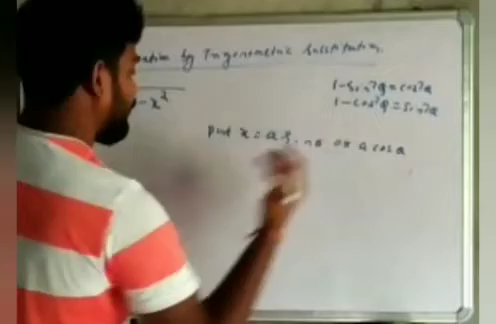 by Trigonometric Substitution.
1-Sin²θ=cos²θ
- x²
1-cos²θ=sin²θ
put x = a sinθ or a cosθ